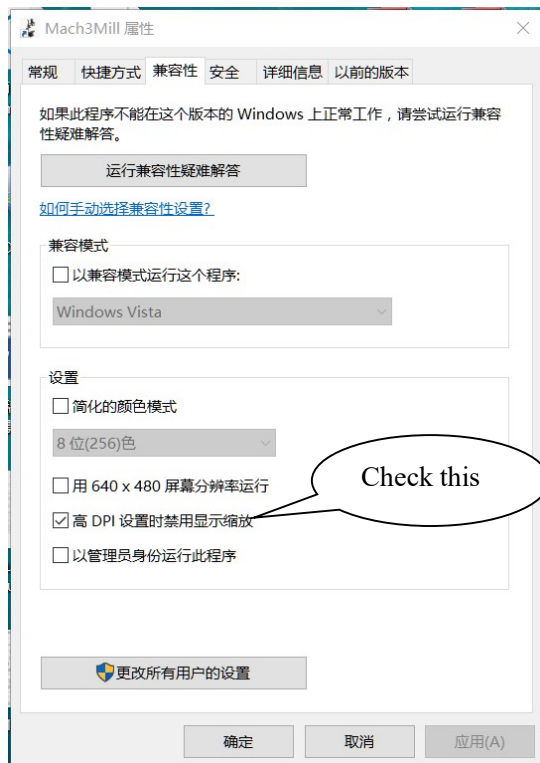 Mach3Mill 属性
常规 快捷方式 兼容性 安全 详细信息 以前的版本
如果此程序不能在这个版本的 Windows 上正常工作，请尝试运行兼容
性疑难解答。
运行兼容性疑难解答
如何手动选择兼容性设置?
兼容模式
以兼容模式运行这个程序:
Windows Vista
设置
简化的颜色模式
8 位(256)色
用 640 x 480 屏幕分辨率运行
Check this
高 DPI 设置时禁用显示缩放
以管理员身份运行此程序
更改所有用户的设置
确定 取消 应用(A)